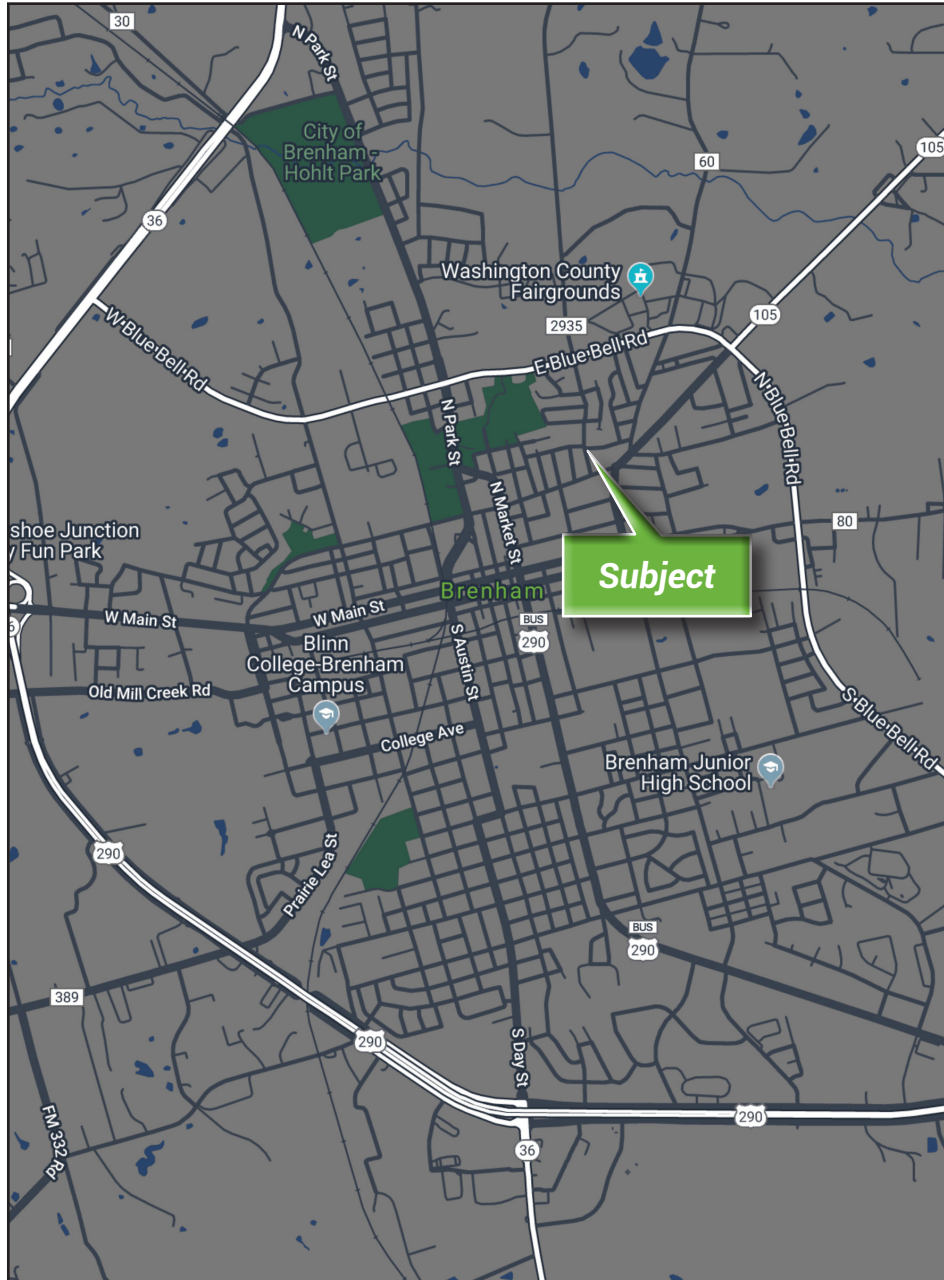 30
N Park St
City of
Brenham -
Hohlt Park
105
60
36
Washington County
Fairgrounds
105
2935
W Blue Bell Rd
E Blue Bell Rd
N Blue Bell Rd
N Park St
N Market St
shoe Junction
y Fun Park
80
Subject
Brenham
W Main St
W Main St
BUS
290
Blinn
College-Brenham
Campus
S Austin St
Old Mill Creek Rd
S Blue Bell Rd
College Ave
Brenham Junior
High School
290
Prairie Lea St
BUS
290
389
290
S Day St
FM 332 Rd
290
36